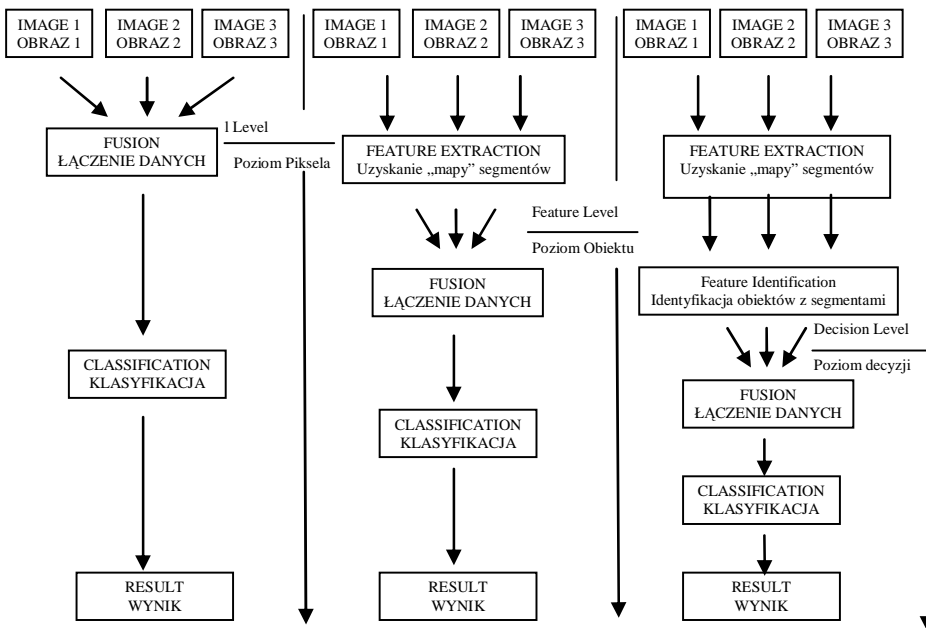 IMAGE 1
OBRAZ 1
IMAGE 2
OBRAZ 2
IMAGE 3
OBRAZ 3
FUSION
ŁĄCZENIE DANYCH
l Level
Poziom Piksela
CLASSIFICATION
KLASYFIKACJA
RESULT
WYNIK
IMAGE 1
OBRAZ 1
IMAGE 2
OBRAZ 2
IMAGE 3
OBRAZ 3
FEATURE EXTRACTION
Uzyskanie „mapy” segmentów
Feature Level
Poziom Obiektu
FUSION
ŁĄCZENIE DANYCH
CLASSIFICATION
KLASYFIKACJA
RESULT
WYNIK
IMAGE 1
OBRAZ 1
IMAGE 2
OBRAZ 2
IMAGE 3
OBRAZ 3
FEATURE EXTRACTION
Uzyskanie „mapy” segmentów
Feature Identification
Identyfikacja obiektów z segmentami
Decision Level
Poziom decyzji
FUSION
ŁĄCZENIE DANYCH
CLASSIFICATION
KLASYFIKACJA
RESULT
WYNIK